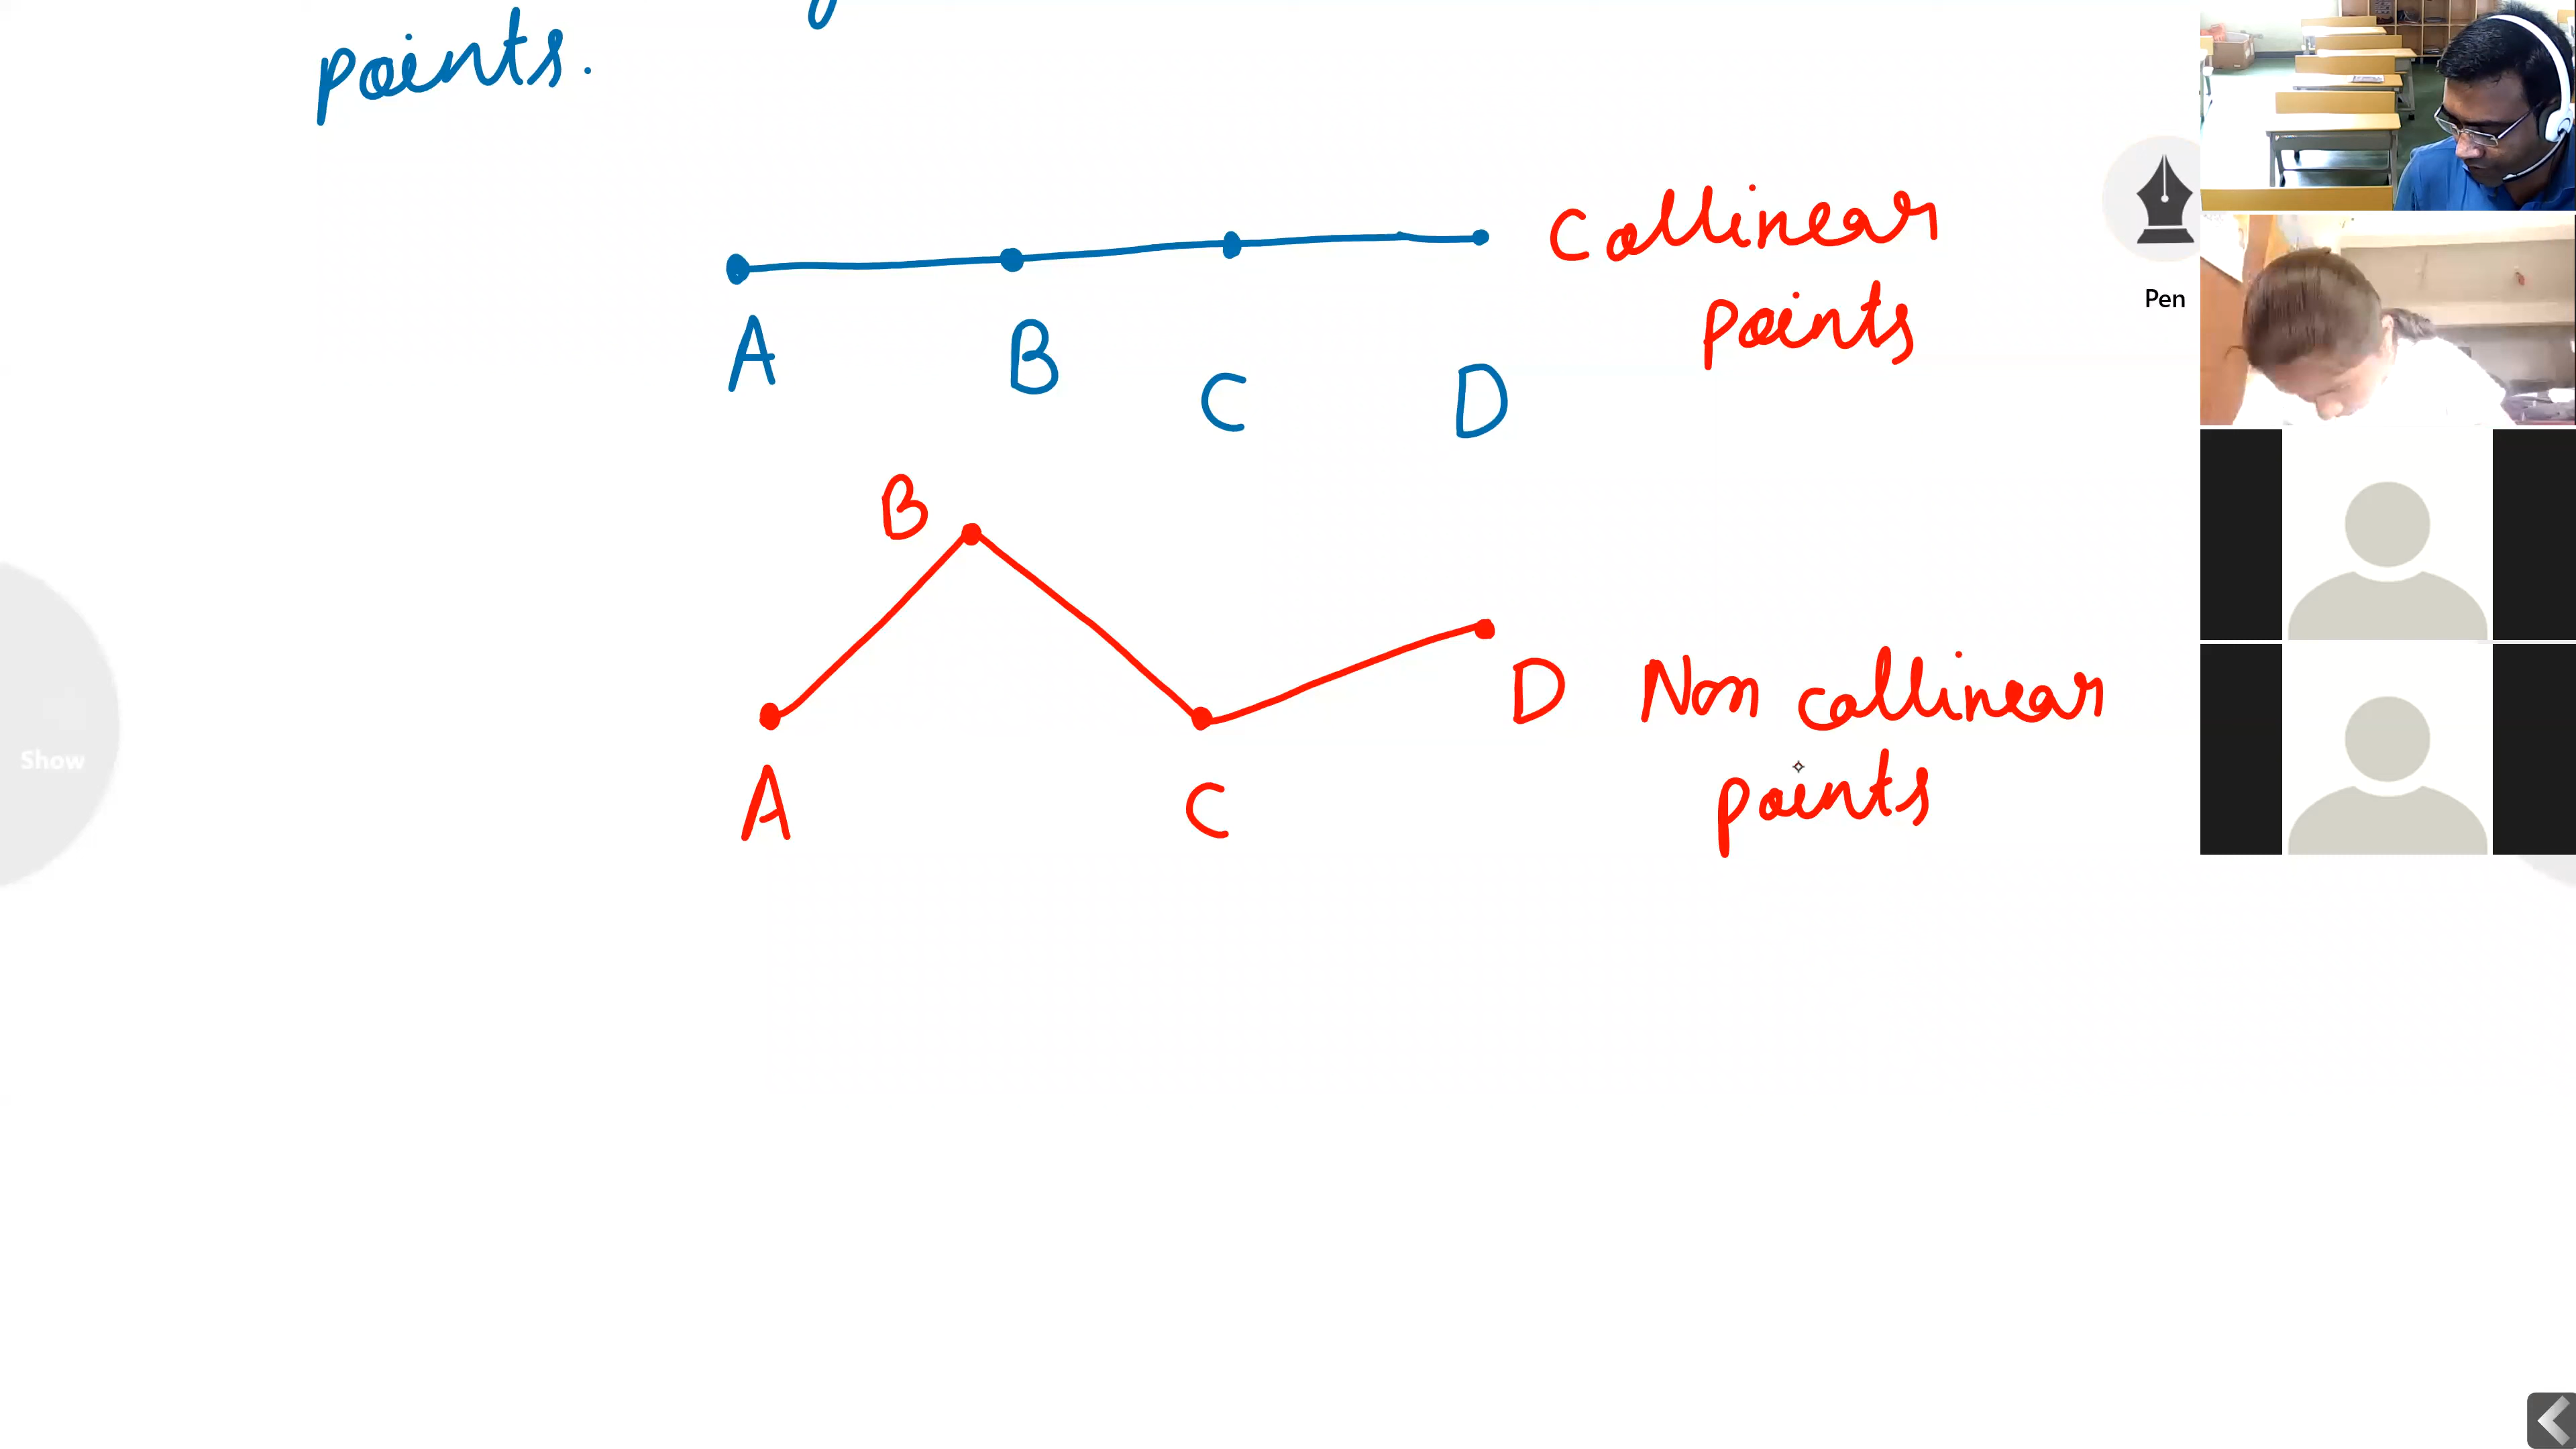 points.
Collinear
points
Pen
A
B
C
D
B
Show
D
Non collinear
points
A
C